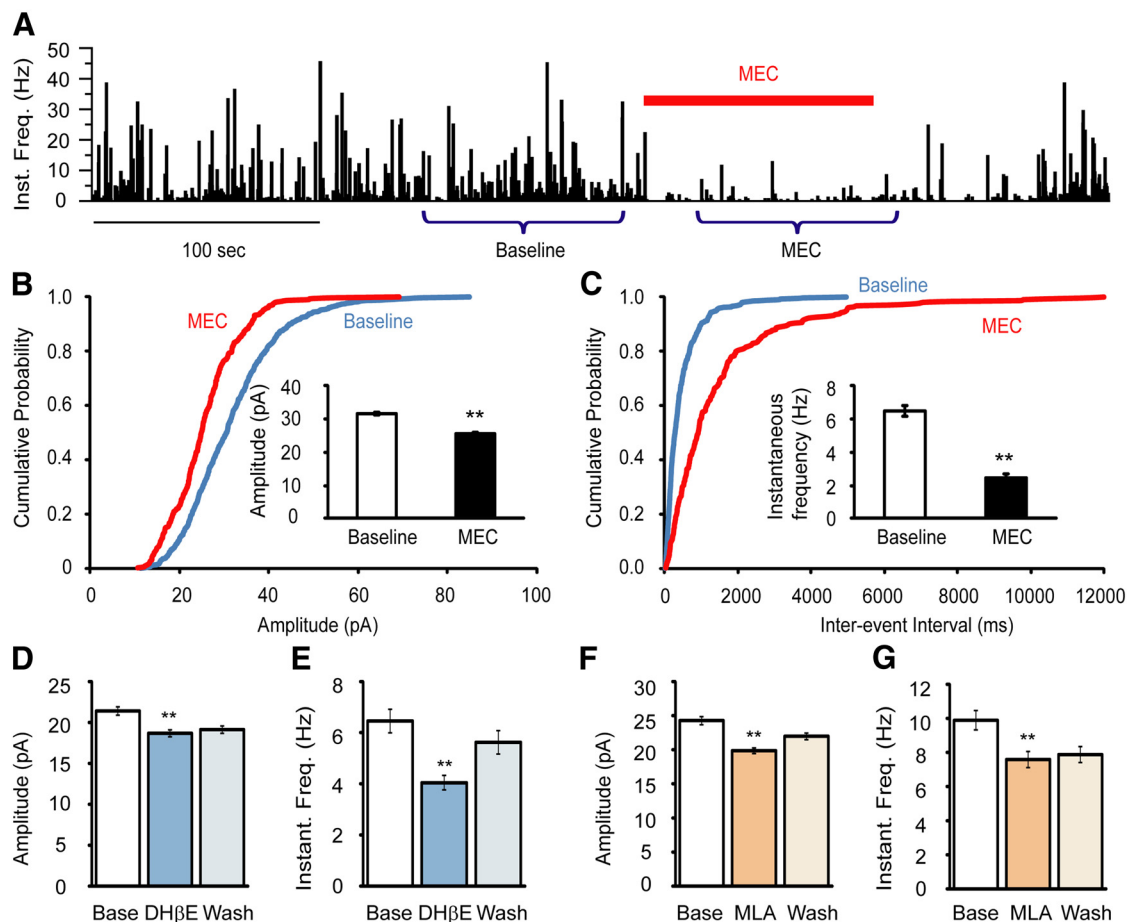 A
Inst. Freq. (Hz)
50
40
30
20
10
0
MEC
100 sec
Baseline
MEC
B
Cumulative Probability
1.0
0.8
0.6
0.4
0.2
0
MEC
Baseline
Amplitude (pA)
40
30
20
10
0
**
Baseline MEC
0 20 40 60 80 100
Amplitude (pA)
C
Cumulative Probability
1.0
0.8
0.6
0.4
0.2
0.0
Baseline
MEC
Instantaneous
frequency (Hz)
8
6
4
2
0
**
Baseline MEC
0 2000 4000 6000 8000 10000 12000
Inter-event Interval (ms)
D
Amplitude (pA)
25
20
15
10
5
0
**
Base DHβE Wash
E
Instant. Freq. (Hz)
8
6
4
2
0
**
Base DHβE Wash
F
Amplitude (pA)
30
25
20
15
10
5
0
**
Base MLA Wash
G
Instant. Freq. (Hz)
12
10
8
6
4
2
0
**
Base MLA Wash